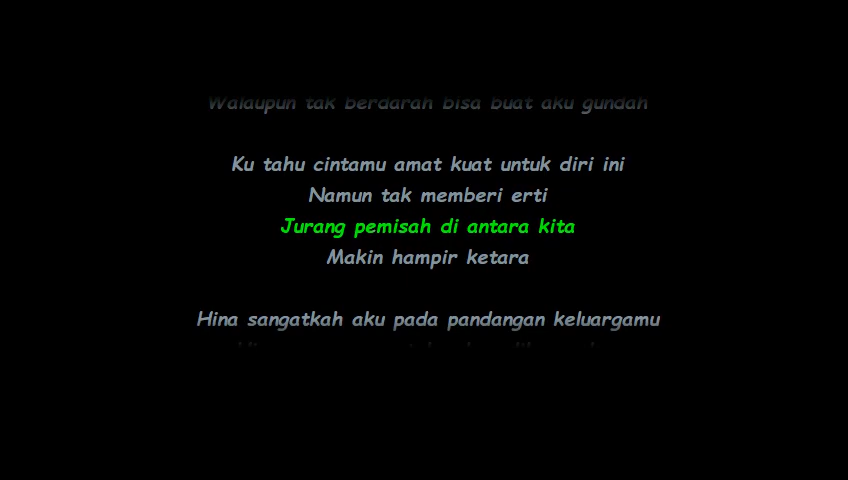 Walaupun tak berdarah bisa buat aku gundah
Ku tahu cintamu amat kuat untuk diri ini
Namun tak memberi erti
Jurang pemisah di antara kita
Makin hampir ketara
Hina sangatkah aku pada pandangan keluargamu